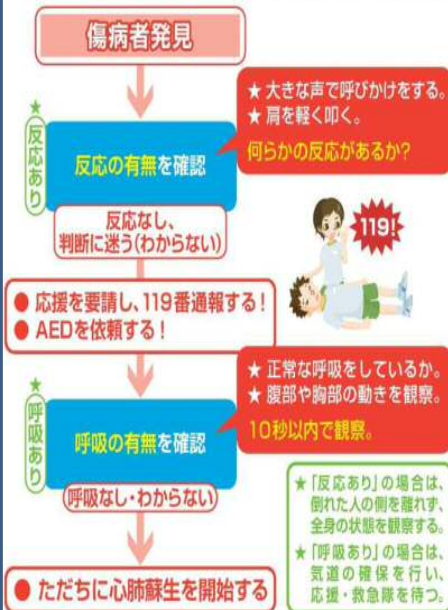 傷病者発見
★ 大きな声で呼びかけをする。
★ 肩を軽く叩く。
何らかの反応があるか?
★反応あり
反応の有無を確認
反応なし、
判断に迷う(わからない)
119!
● 応援を要請し、119番通報する!
● AEDを依頼する!
★ 正常な呼吸をしているか。
★ 腹部や胸部の動きを観察。
10秒以内で観察。
★呼吸あり
呼吸の有無を確認
呼吸なし・わからない
★「反応あり」の場合は、
倒れた人の側を離れず、
全身の状態を観察する。
★「呼吸あり」の場合は、
気道の確保を行い、
応援・救急隊を待つ。
● ただちに心肺蘇生を開始する